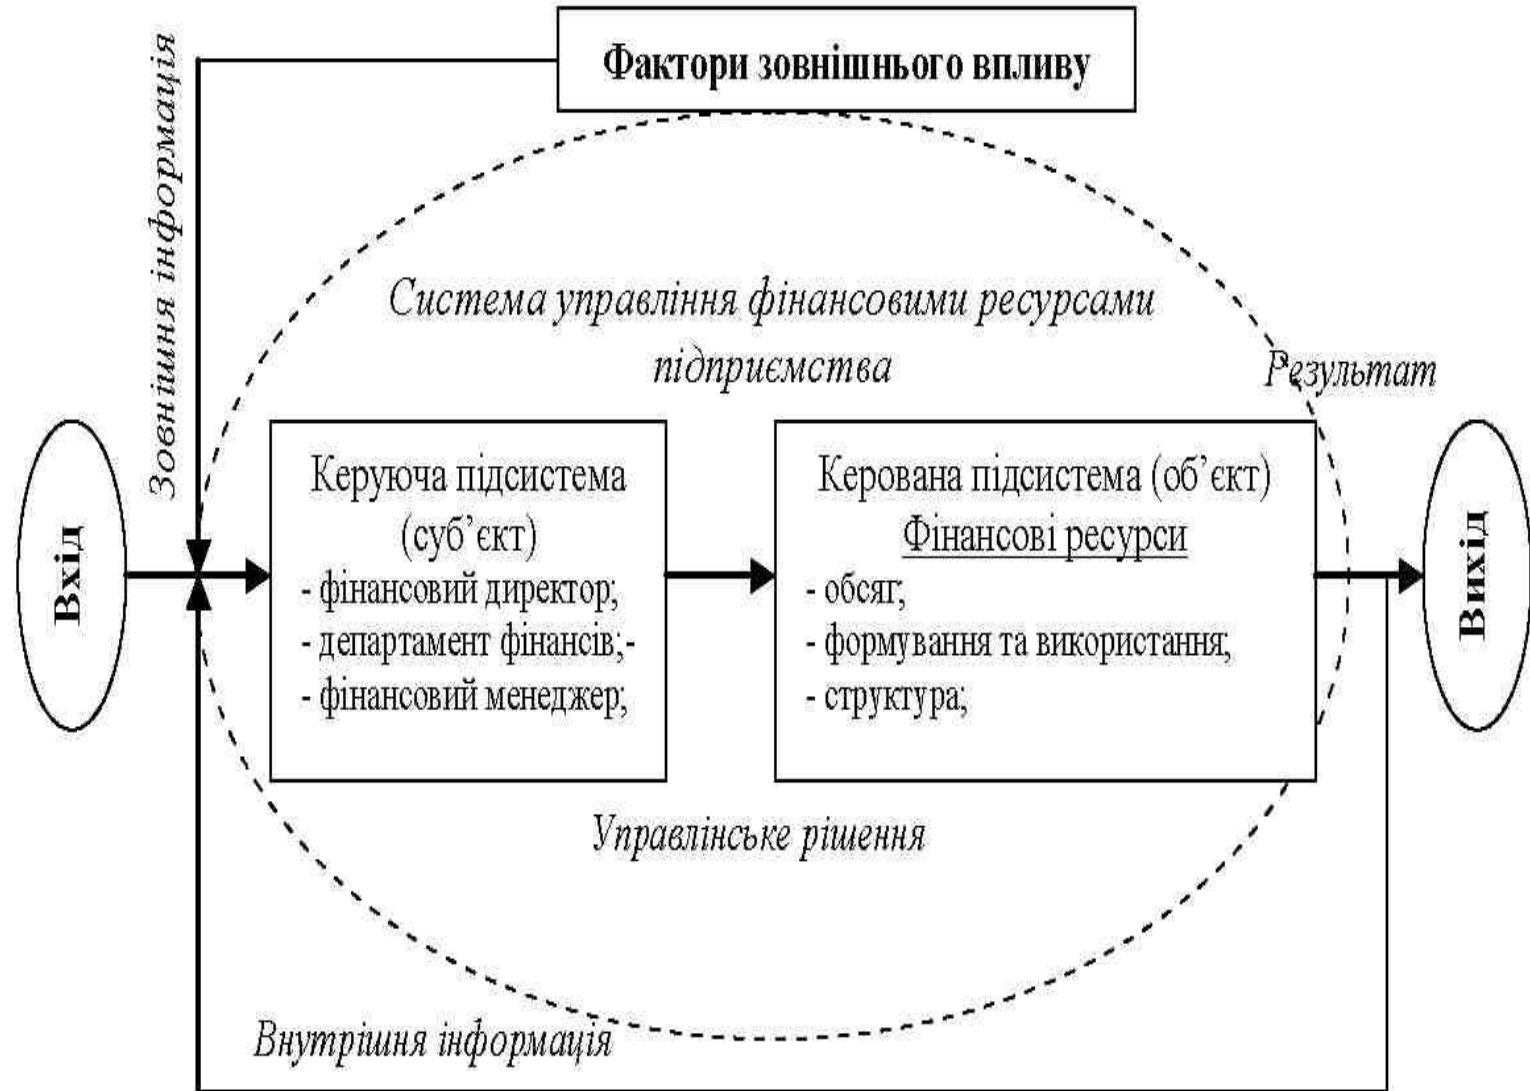 Фактори зовнішнього впливу
Зовнішня інформація
Система управління фінансовими ресурсами
підприємства
Результат
Вхід
Керуюча підсистема
(суб’єкт)
- фінансовий директор;
- департамент фінансів;-
- фінансовий менеджер;
Керована підсистема (об’єкт)
Фінансові ресурси
- обсяг;
- формування та використання;
- структура;
Вихід
Управлінське рішення
Внутрішня інформація